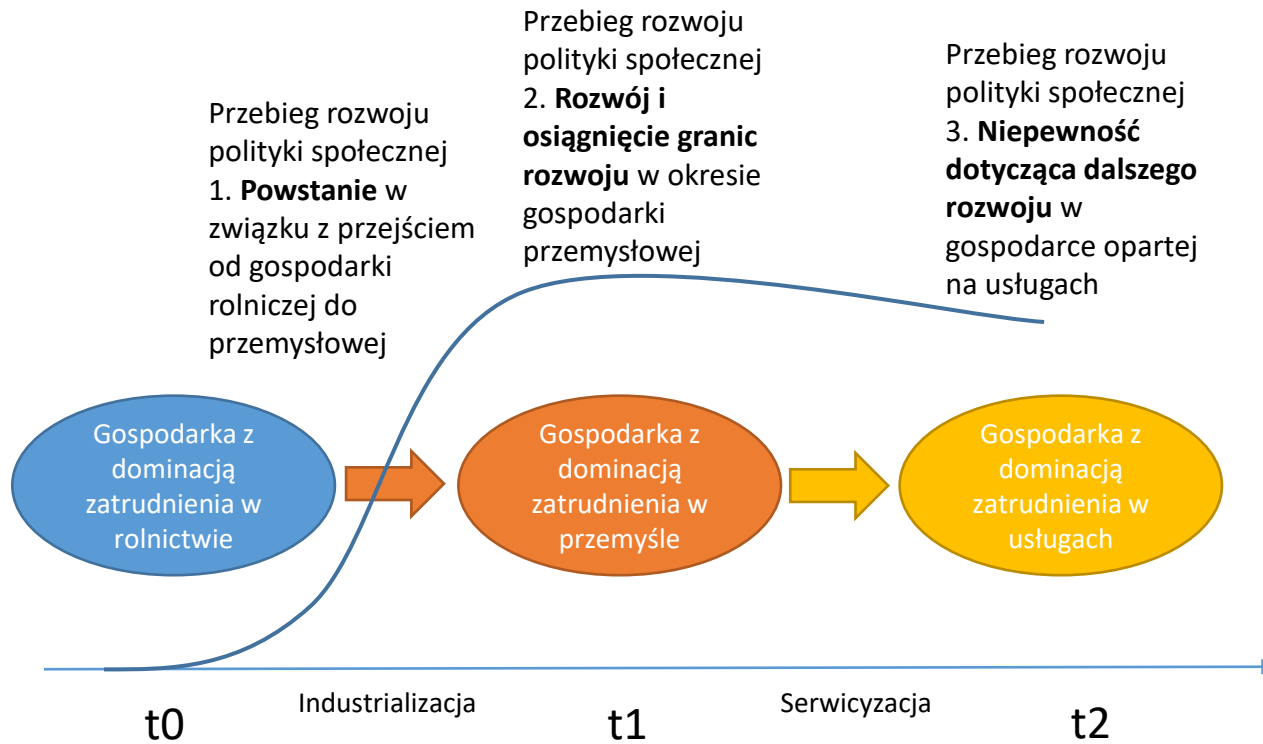 Przebieg rozwoju
polityki społecznej
1. Powstanie w
związku z przejściem
od gospodarki
rolniczej do
przemysłowej
Przebieg rozwoju
polityki społecznej
2. Rozwój i
osiągnięcie granic
rozwoju w okresie
gospodarki
przemysłowej
Przebieg rozwoju
polityki społecznej
3. Niepewność
dotycząca dalszego
rozwoju w
gospodarce opartej
na usługach
Gospodarka z
dominacją
zatrudnienia w
rolnictwie
Gospodarka z
dominacją
zatrudnienia w
przemyśle
Gospodarka z
dominacją
zatrudnienia w
usługach
t0
Industrializacja
t1
Serwicyzacja
t2